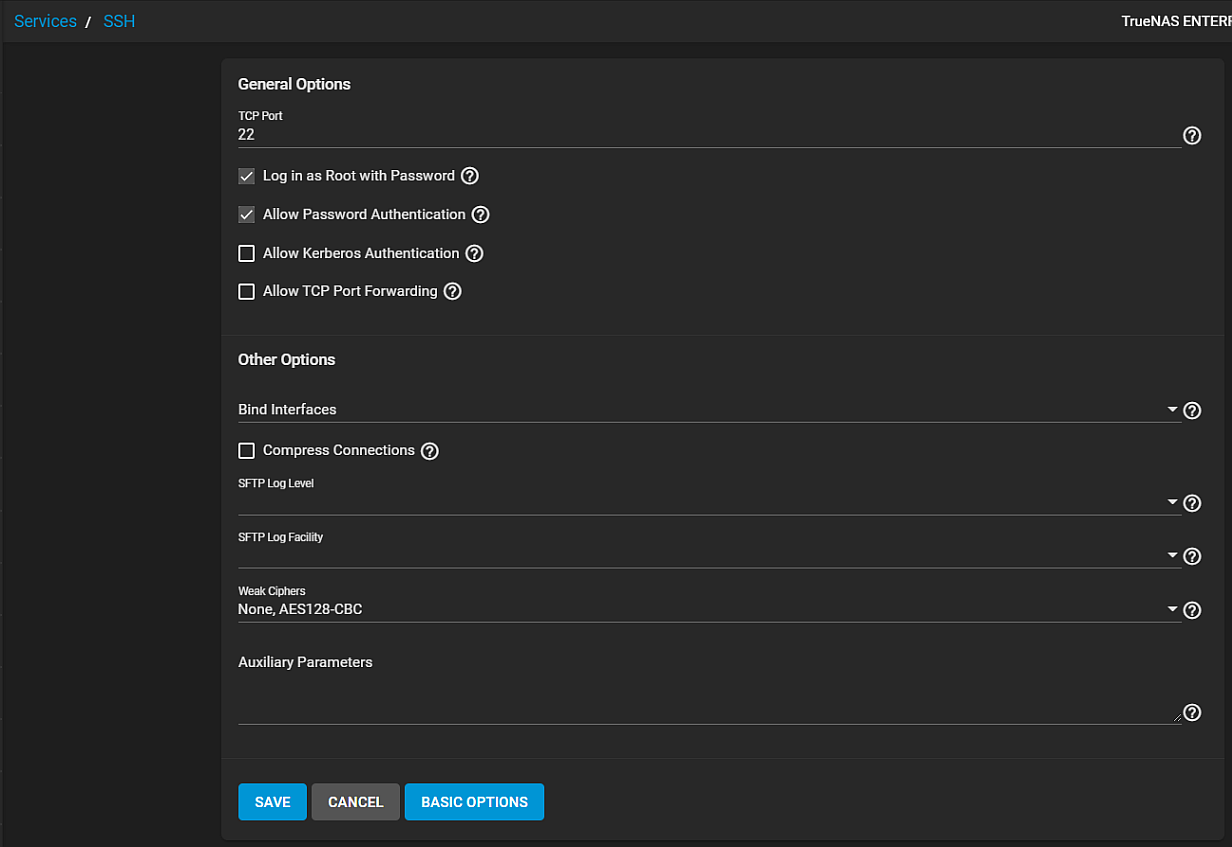 Services / SSH
TrueNAS ENTER
General Options
TCP Port
22
Log in as Root with Password
Allow Password Authentication
Allow Kerberos Authentication
Allow TCP Port Forwarding
Other Options
Bind Interfaces
Compress Connections
SFTP Log Level
SFTP Log Facility
Weak Ciphers
None, AES128-CBC
Auxiliary Parameters
SAVE CANCEL BASIC OPTIONS